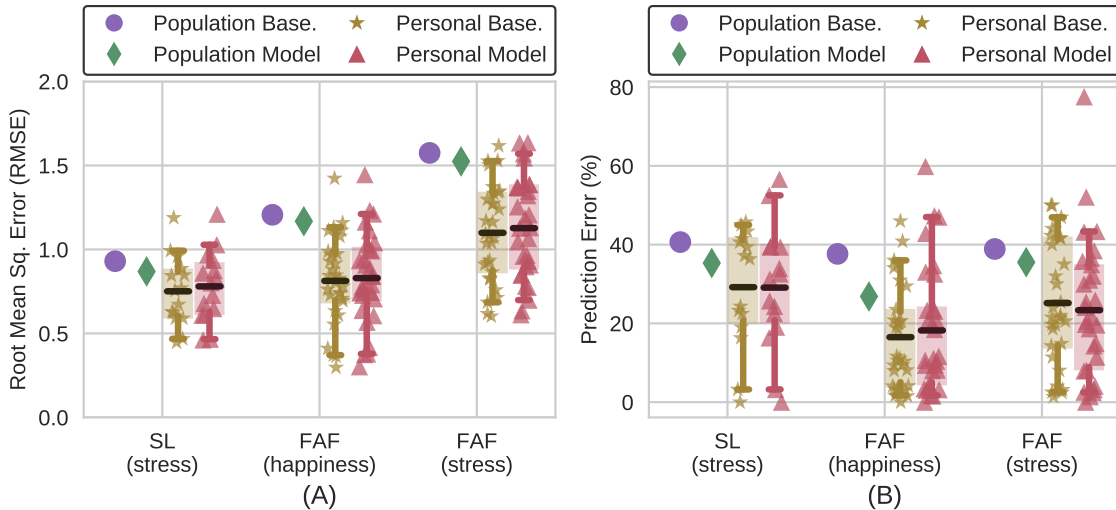 Population Base.
Personal Base.
Population Model
Personal Model
Root Mean Sq. Error (RMSE)
2.0
1.5
1.0
0.5
0.0
SL
(stress)
FAF
(happiness)
FAF
(stress)
(A)
Population Base.
Personal Base.
Population Model
Personal Model
Prediction Error (%)
80
60
40
20
0
SL
(stress)
FAF
(happiness)
FAF
(stress)
(B)